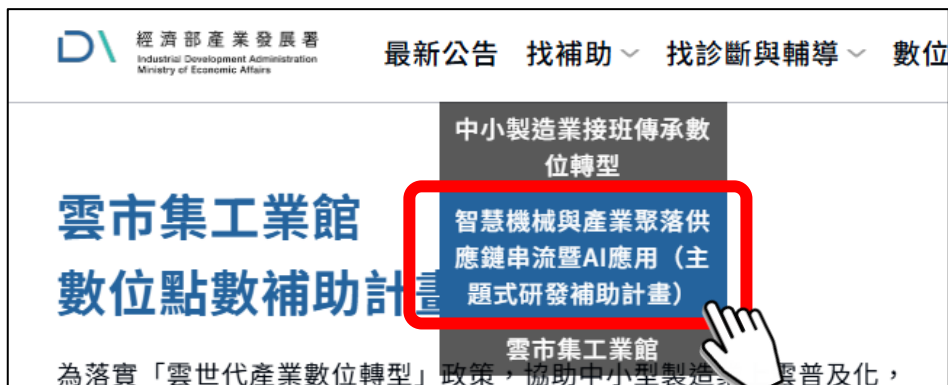 經濟部產業發展署
Industrial Development Administration
Ministry of Economic Affairs
最新公告 找補助 找診斷與輔導 數位
中小製造業接班傳承數
位轉型
智慧機械與產業聚落供
應鏈串流暨AI應用（主
題式研發補助計畫）
雲市集工業館
雲市集工業館
數位點數補助計畫
為落實「雲世代產業數位轉型」政策，協助中小型製造業上雲普及化，